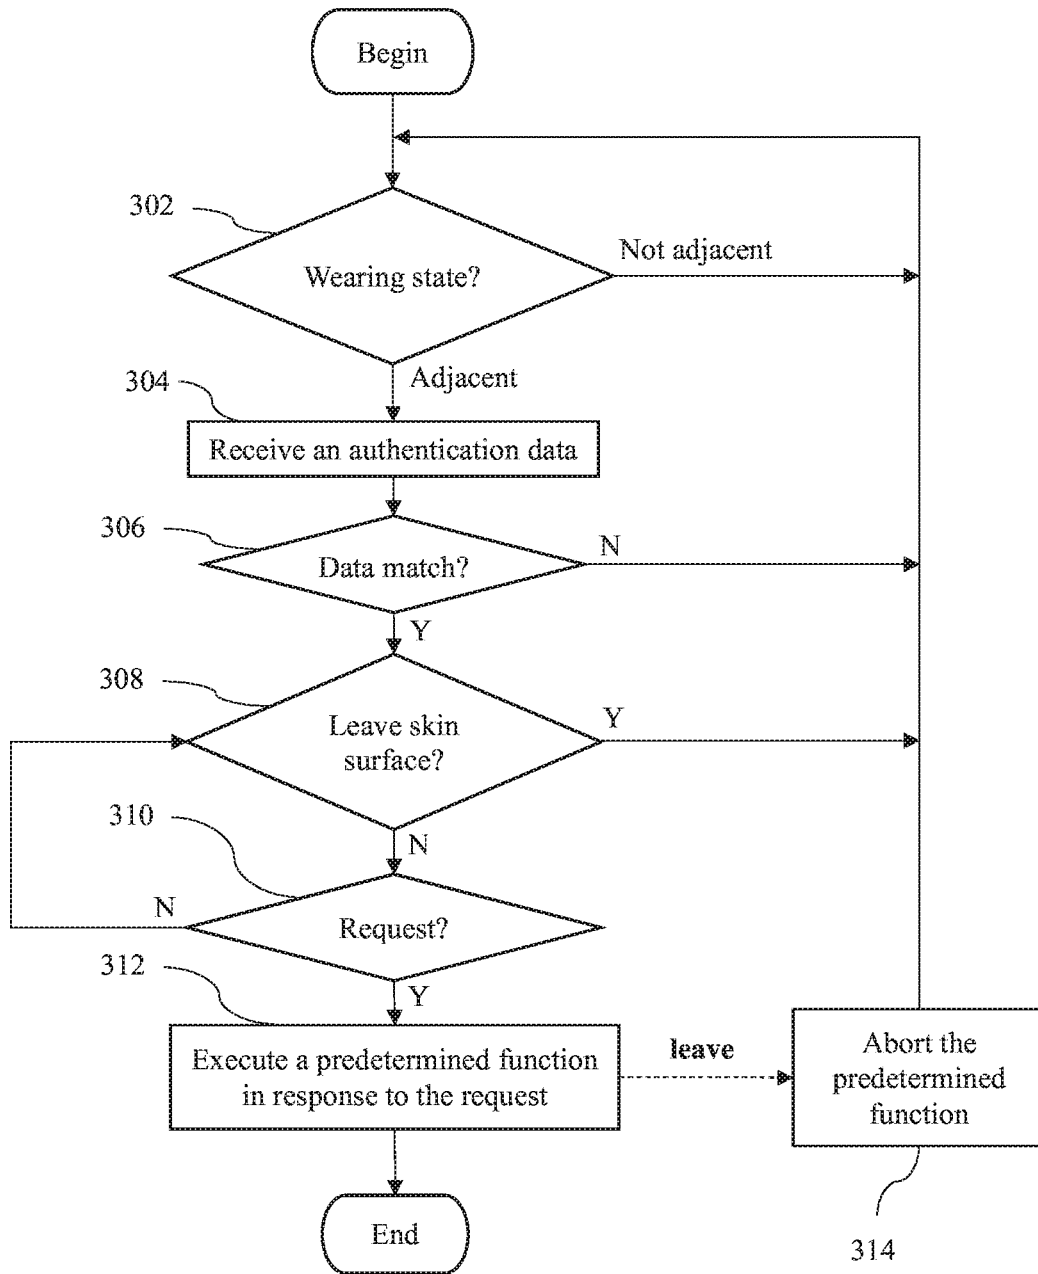 Begin
302
Wearing state?
Not adjacent
304
Adjacent
Receive an authentication data
306
Data match?
N
Y
308
Leave skin
surface?
Y
310
N
N
Request?
312
Y
Execute a predetermined function
in response to the request
leave
Abort the
predetermined
function
End
314